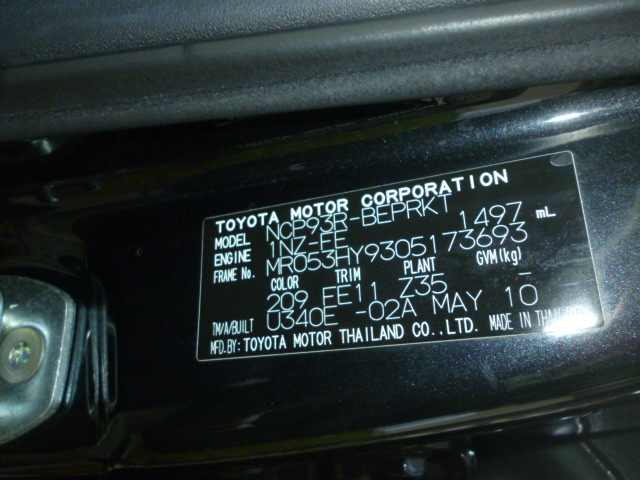 TOYOTA MOTOR CORPORATION
MODEL NCP93R-BEPRKT
ENGINE 1NZ-FE 1497 mL
FRAME No. MR053HY9305173693
COLOR TRIM PLANT GVM(kg)
209 FE11 Z35 –
TM/A/BUILT U340E -02A MAY 10
MFD.BY: TOYOTA MOTOR THAILAND CO., LTD. MADE IN THAILAND